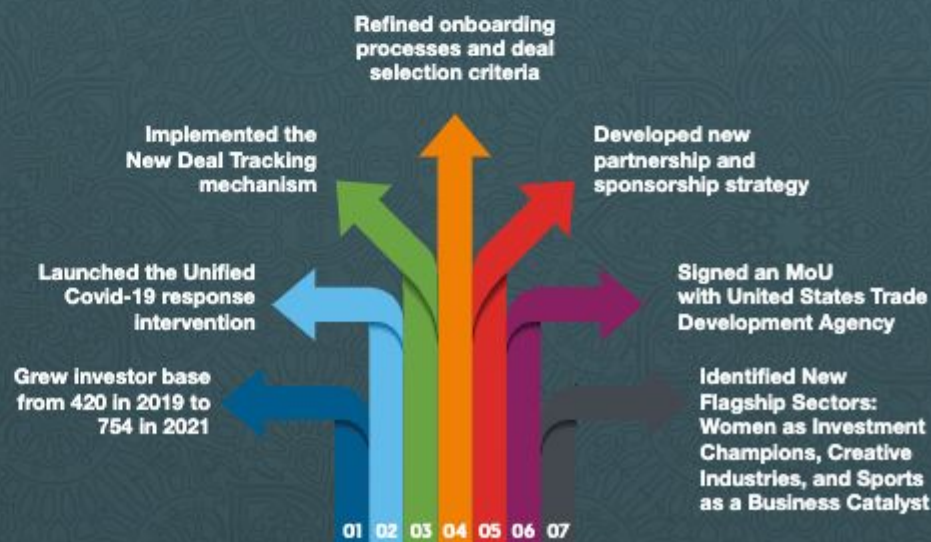 Refined onboarding
processes and deal
selection criteria
Implemented the
New Deal Tracking
mechanism
Developed new
partnership and
sponsorship strategy
Launched the Unified
Covid-19 response
intervention
Signed an MoU
with United States Trade
Development Agency
Grew investor base
from 420 in 2019 to
754 in 2021
Identified New
Flagship Sectors:
Women as Investment
Champions, Creative
Industries, and Sports
as a Business Catalyst
01 02 03 04 05 06 07